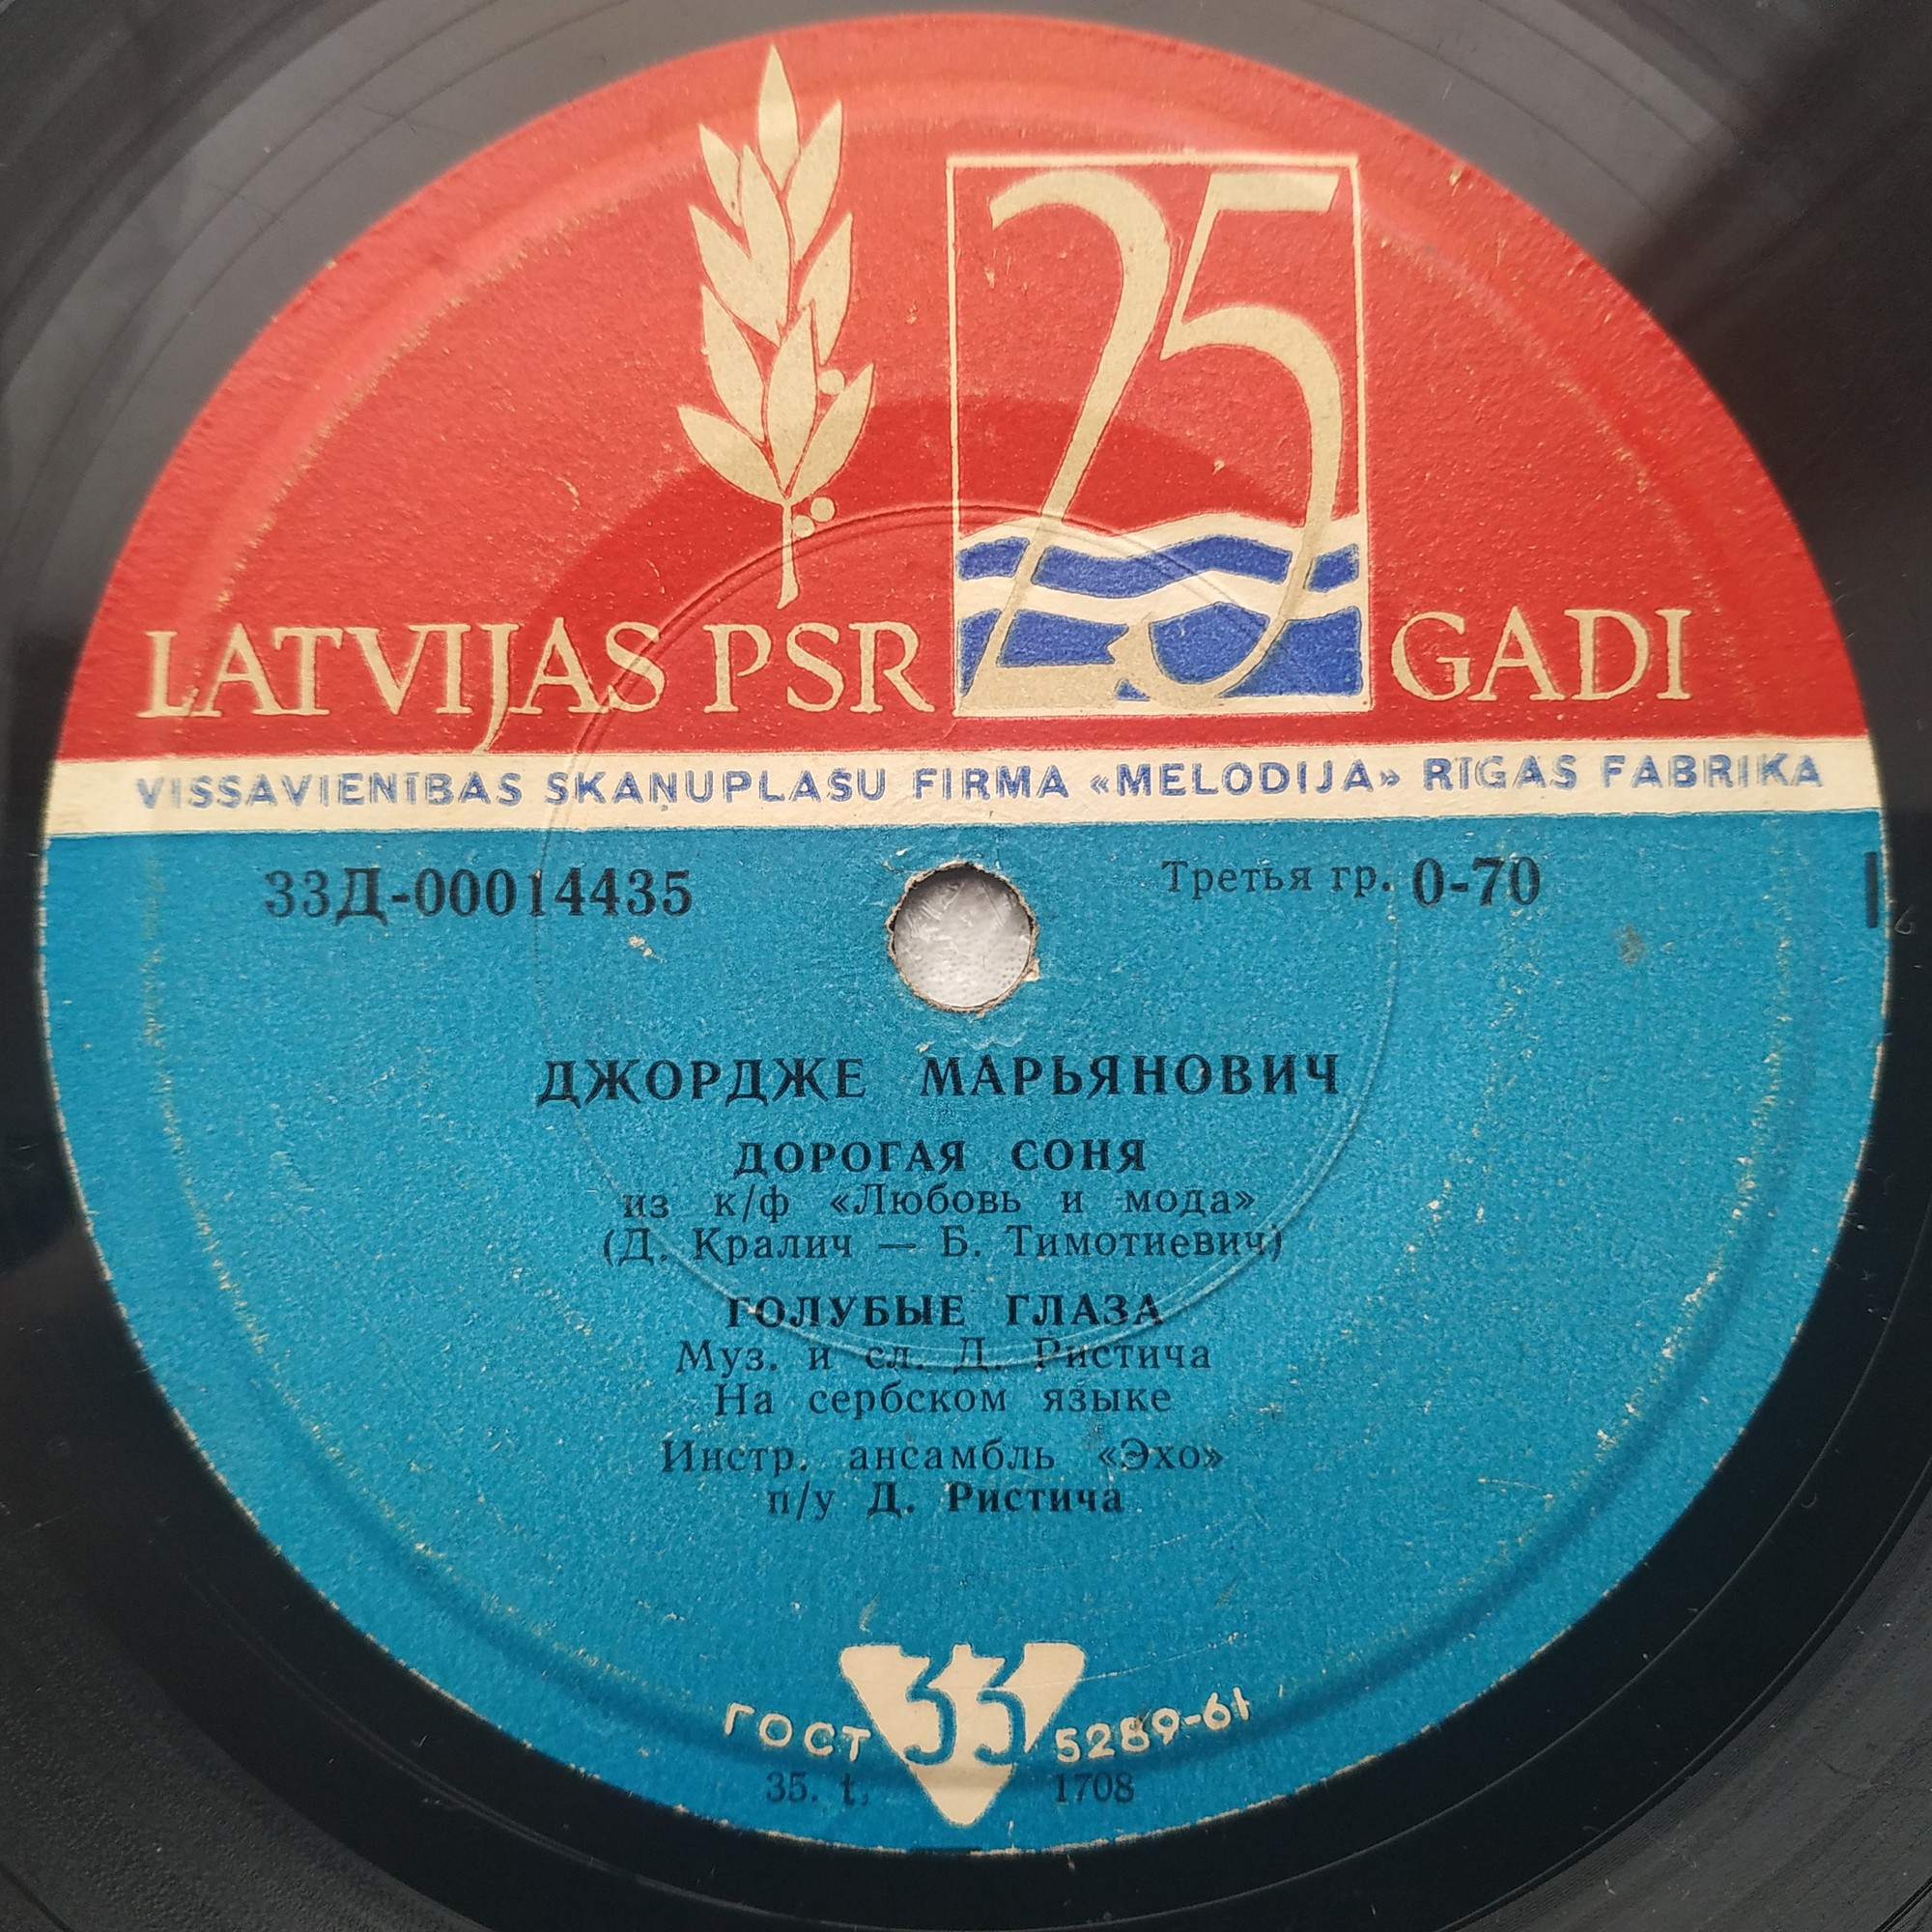 LATVIJAS PSR 25 GADI
VISSAVIENĪBAS SKAŅUPLAŠU FIRMA «MELODIJA» RĪGAS FABRIKA
33Д-00014435 Третья гр. 0-70
ДЖОРДЖЕ МАРЬЯНОВИЧ
ДОРОГАЯ СОНЯ
из к/ф «Любовь и мода»
(Д. Кралич — Б. Тимотиевич)
ГОЛУБЫЕ ГЛАЗА
Муз. и сл. Д. Ристича
На сербском языке
Инстр. ансамбль «Эхо»
п/у Д. Ристича
ГОСТ 33 5289-61
35. t. 1708